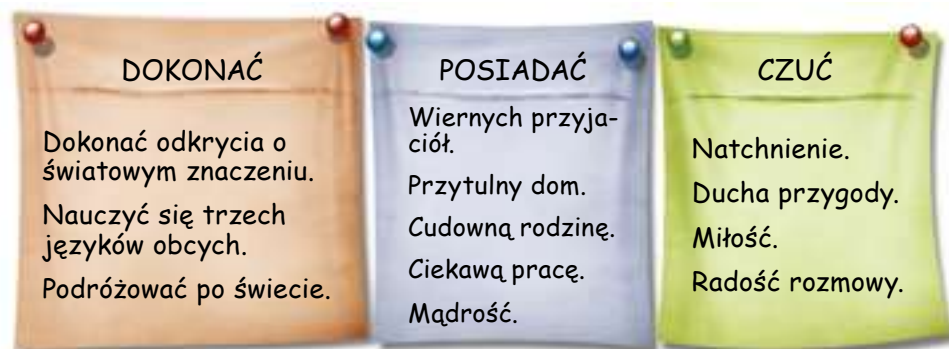 DOKONAĆ
Dokonać odkrycia o
światowym znaczeniu.
Nauczyć się trzech
języków obcych.
Podróżować po świecie.
POSIADAĆ
Wiernych przyja-
ciół.
Przytulny dom.
Cudowną rodzinę.
Ciekawą pracę.
Mądrość.
CZUĆ
Natchnienie.
Ducha przygody.
Miłość.
Radość rozmowy.